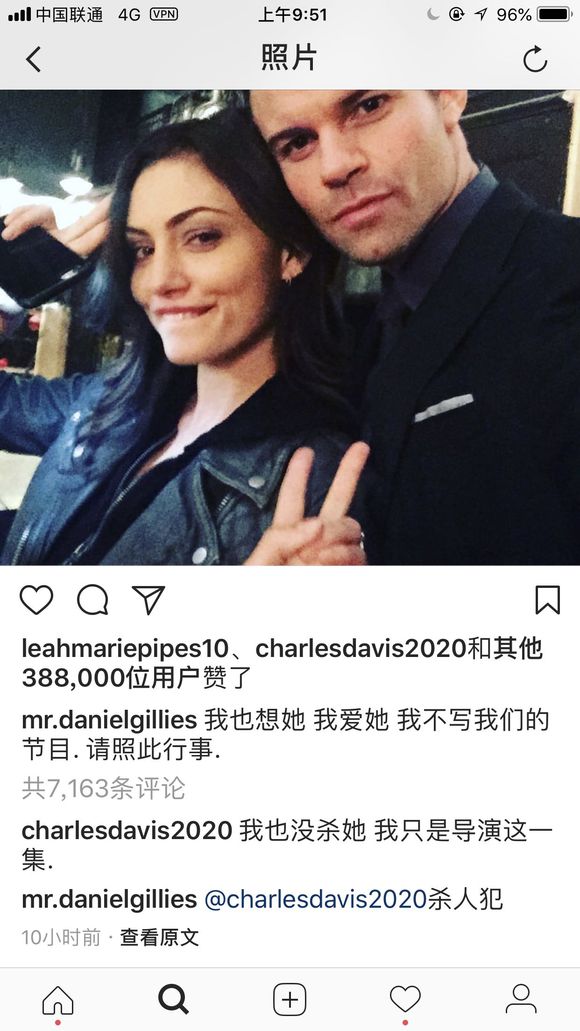 中国联通 4G VPN 上午9:51 96%
照片
leahmariepipes10、charlesdavis2020和其他
388,000位用户赞了
mr.danielgillies 我也想她 我爱她 我不写我们的
节目. 请照此行事.
共7,163条评论
charlesdavis2020 我也没杀她 我只是导演这一
集.
mr.danielgillies @charlesdavis2020杀人犯
10小时前 · 查看原文